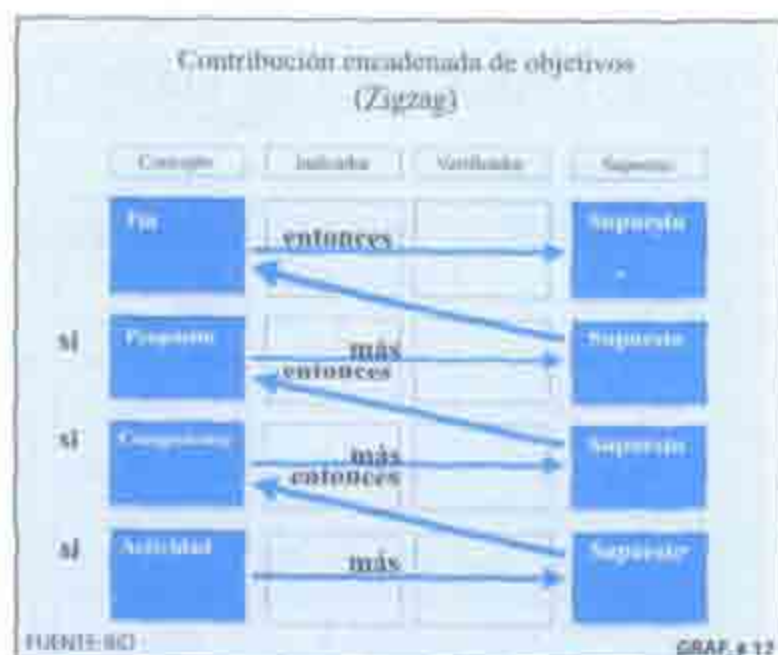 Contribución encadenada de objetivos
(Zigzag)
Concepto Indicador Verificador Supuesto
Fin entonces Supuesto
si Propósito más Supuesto
entonces
si Componente más Supuesto
entonces
si Actividad más Supuesto
FUENTE: BID GRAF. # 12